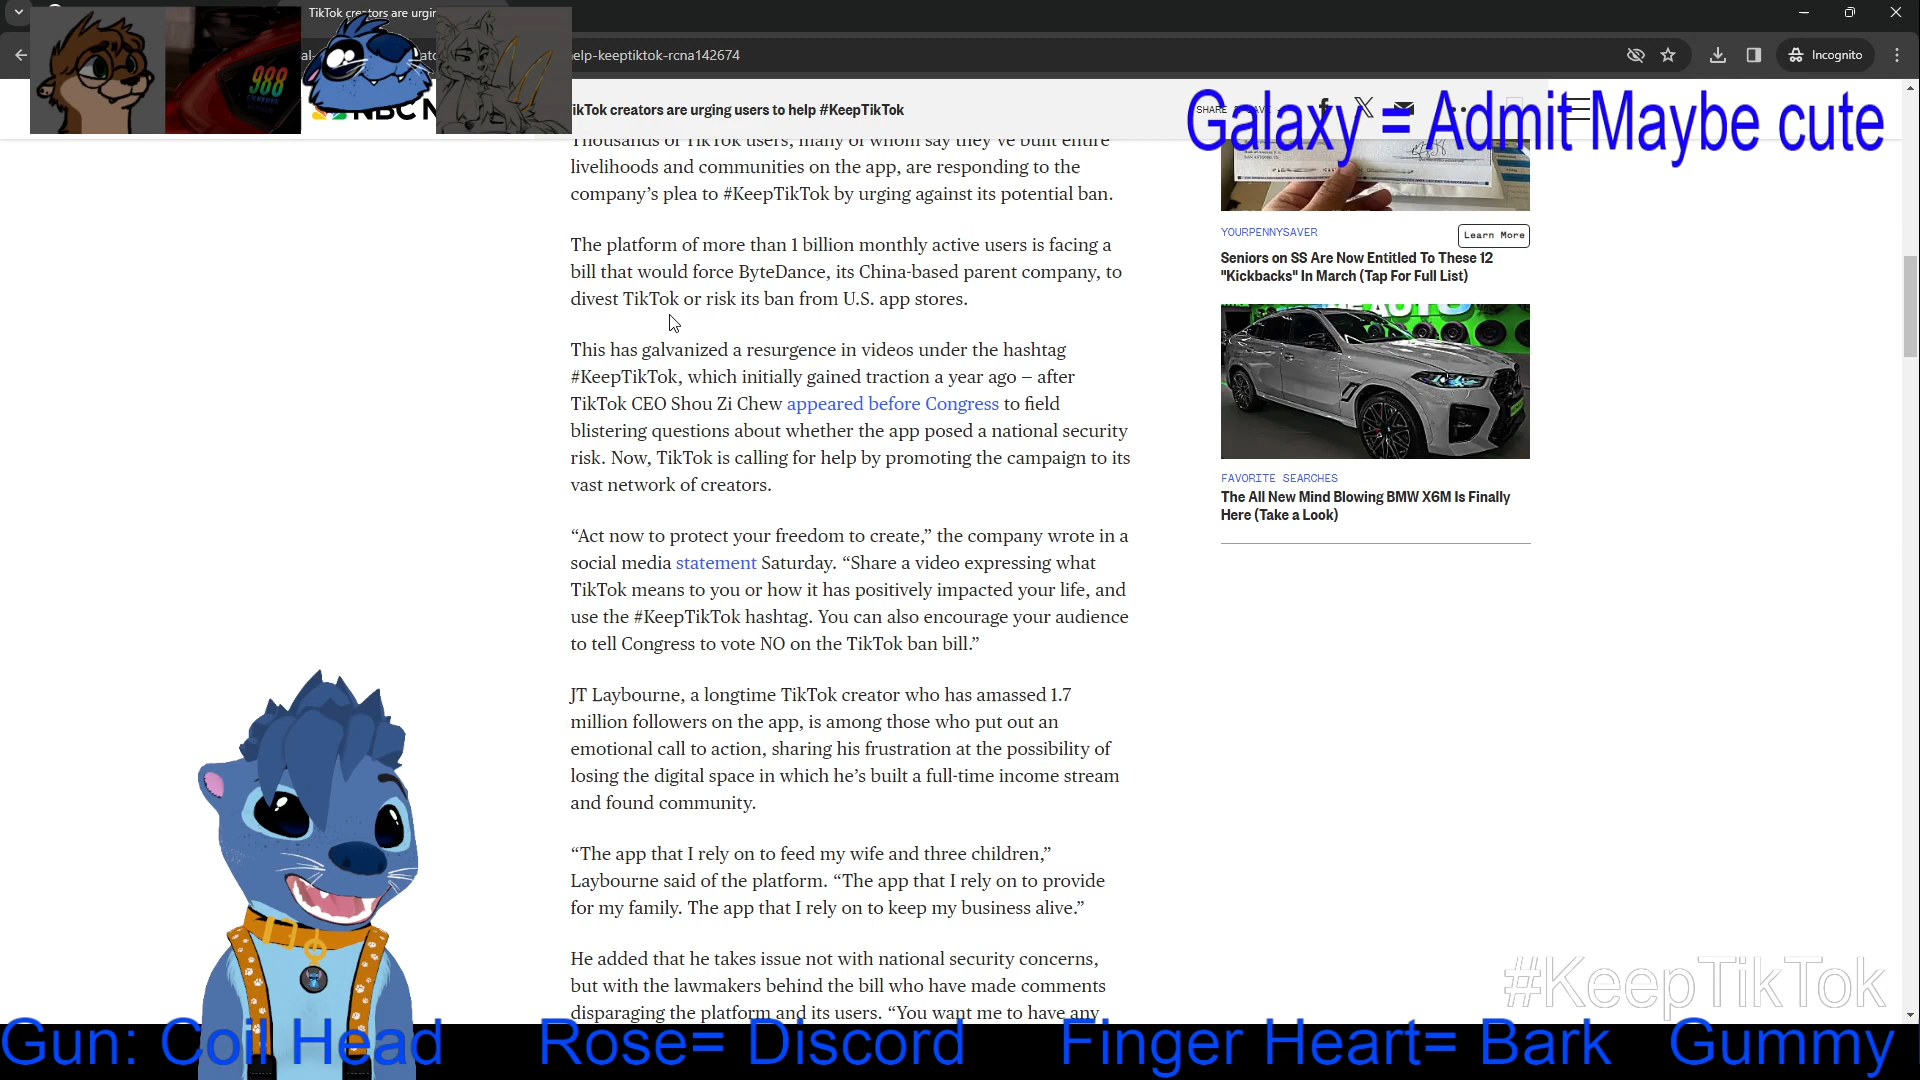 TikTok creators are urgin
elp-keeptiktok-rcna142674
Incognito
988
NBC N
ikTok creators are urging users to help #KeepTikTok
SHARE
Galaxy = Admit Maybe cute
Thousands of TikTok users, many of whom say they've built entire
livelihoods and communities on the app, are responding to the
company's plea to #KeepTikTok by urging against its potential ban.
The platform of more than 1 billion monthly active users is facing a
bill that would force ByteDance, its China-based parent company, to
divest TikTok or risk its ban from U.S. app stores.
This has galvanized a resurgence in videos under the hashtag
#KeepTikTok, which initially gained traction a year ago — after
TikTok CEO Shou Zi Chew appeared before Congress to field
blistering questions about whether the app posed a national security
risk. Now, TikTok is calling for help by promoting the campaign to its
vast network of creators.
“Act now to protect your freedom to create,” the company wrote in a
social media statement Saturday. “Share a video expressing what
TikTok means to you or how it has positively impacted your life, and
use the #KeepTikTok hashtag. You can also encourage your audience
to tell Congress to vote NO on the TikTok ban bill.”
JT Laybourne, a longtime TikTok creator who has amassed 1.7
million followers on the app, is among those who put out an
emotional call to action, sharing his frustration at the possibility of
losing the digital space in which he’s built a full-time income stream
and found community.
“The app that I rely on to feed my wife and three children,”
Laybourne said of the platform. “The app that I rely on to provide
for my family. The app that I rely on to keep my business alive.”
He added that he takes issue not with national security concerns,
but with the lawmakers behind the bill who have made comments
disparaging the platform and its users. “You want me to have any
YOURPENNYSAVER
Learn More
Seniors on SS Are Now Entitled To These 12
"Kickbacks" In March (Tap For Full List)
FAVORITE SEARCHES
The All New Mind Blowing BMW X6M Is Finally
Here (Take a Look)
#KeepTikTok
Gun: Coil Head Rose= Discord Finger Heart= Bark Gummy